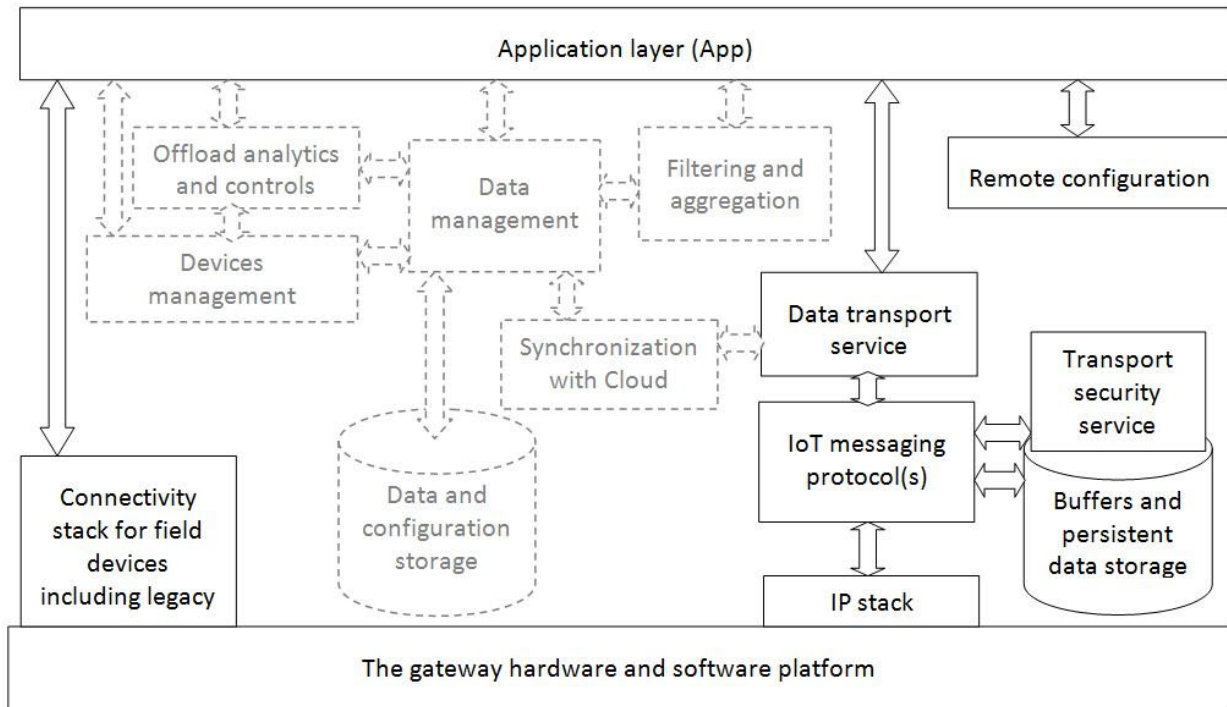 Application layer (App)
Offload analytics
and controls
Data
management
Filtering and
aggregation
Remote configuration
Devices
management
Synchronization
with Cloud
Data transport
service
Transport
security
service
IoT messaging
protocol(s)
Connectivity
stack for field
devices
including legacy
Data and
configuration
storage
Buffers and
persistent
data storage
IP stack
The gateway hardware and software platform